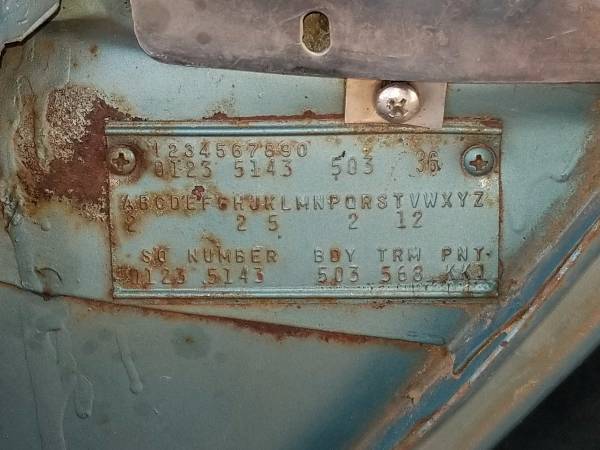 1234567890
0123 5143 503 36
ABCDEFGHJKLMNPQRSTVWXYZ
2 2 5 2 12
SO NUMBER BDY TRM PNT
0123 5143 503 568 KK1